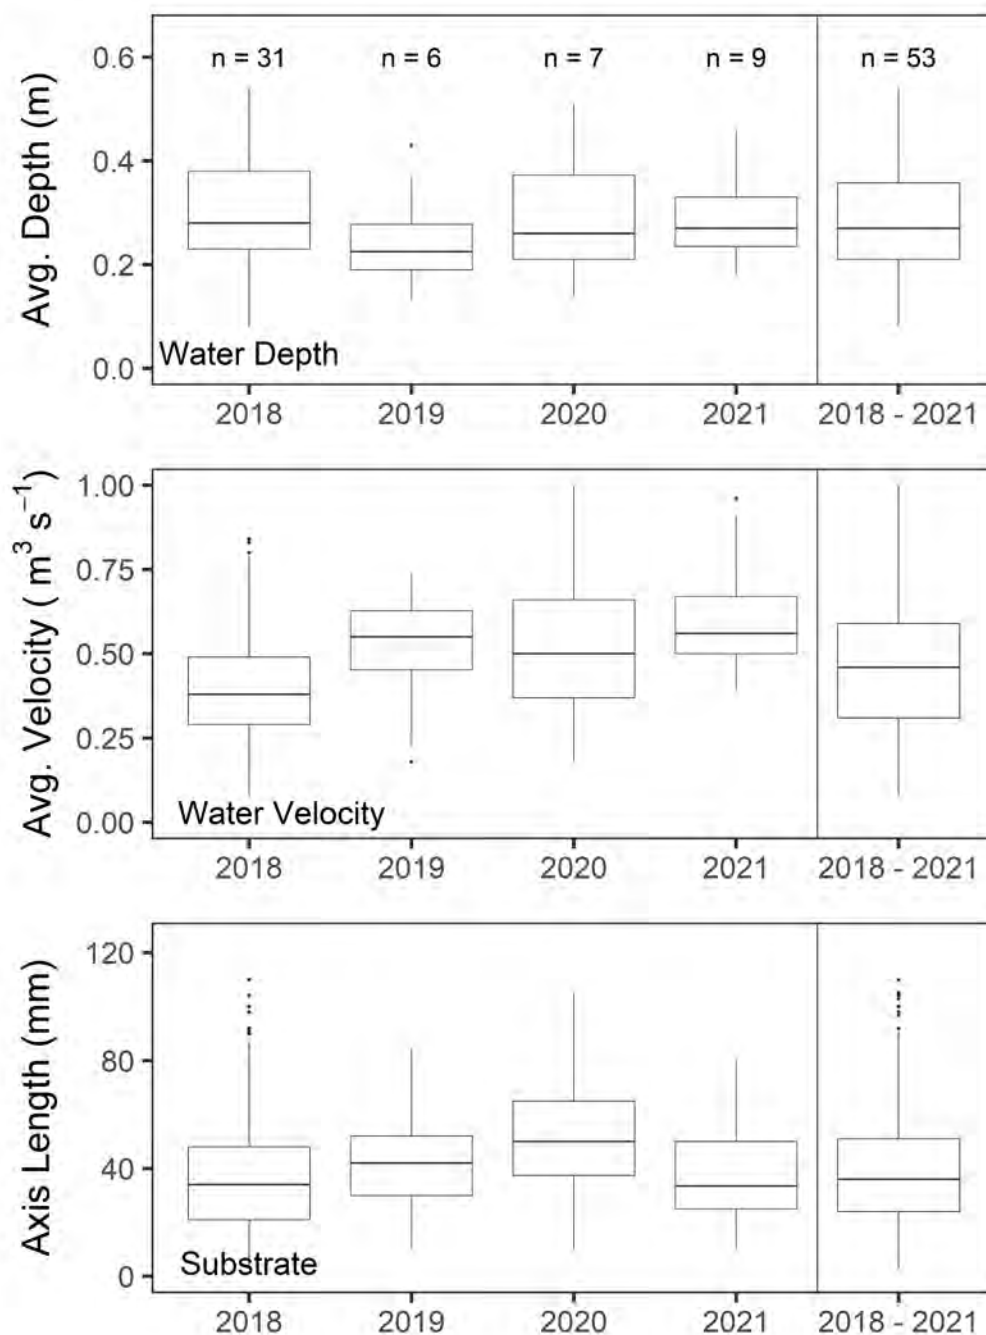 Avg. Depth (m)
0.6
0.4
0.2
0.0
n = 31
n = 6
n = 7
n = 9
n = 53
Water Depth
2018
2019
2020
2021
2018 - 2021
Avg. Velocity ( m³ s⁻¹)
1.00
0.75
0.50
0.25
0.00
Water Velocity
2018
2019
2020
2021
2018 - 2021
Axis Length (mm)
120
80
40
0
Substrate
2018
2019
2020
2021
2018 - 2021